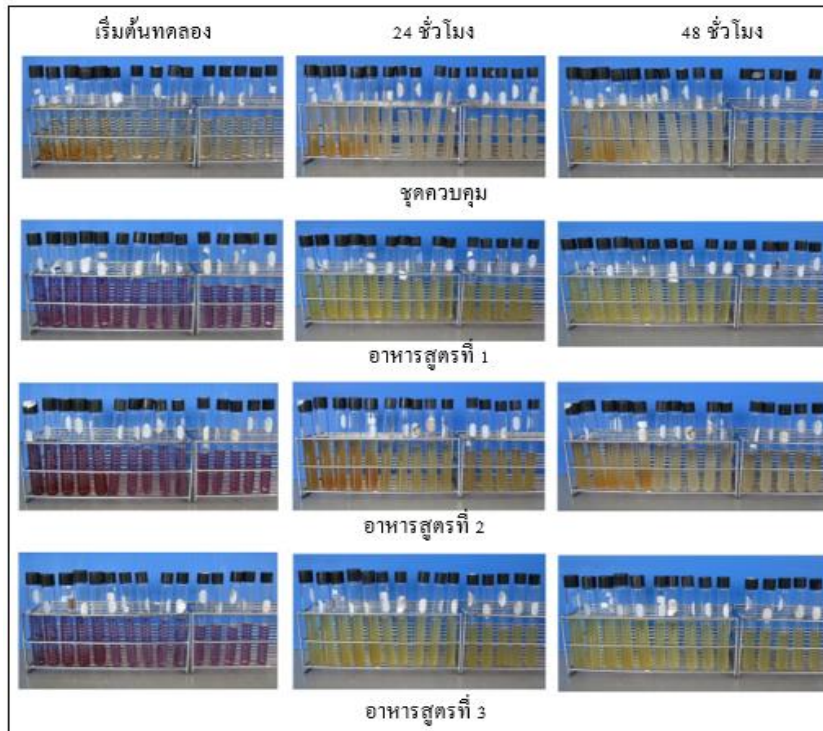 เริ่มต้นทดลอง 24 ชั่วโมง 48 ชั่วโมง
ชุดควบคุม
อาหารสูตรที่ 1
อาหารสูตรที่ 2
อาหารสูตรที่ 3